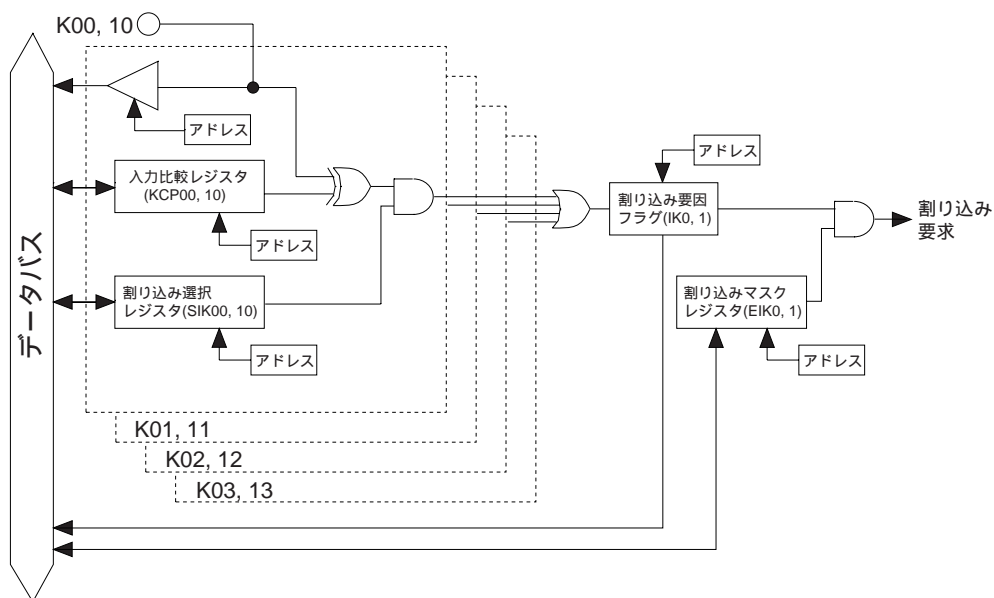 K00, 10
アドレス
入力比較レジスタ
(KCP00, 10)
アドレス
割り込み選択
レジスタ(SIK00, 10)
アドレス
データバス
K01, 11
K02, 12
K03, 13
アドレス
割り込み要因
フラグ(IK0, 1)
割り込みマスク
レジスタ(EIK0, 1)
アドレス
割り込み
要求